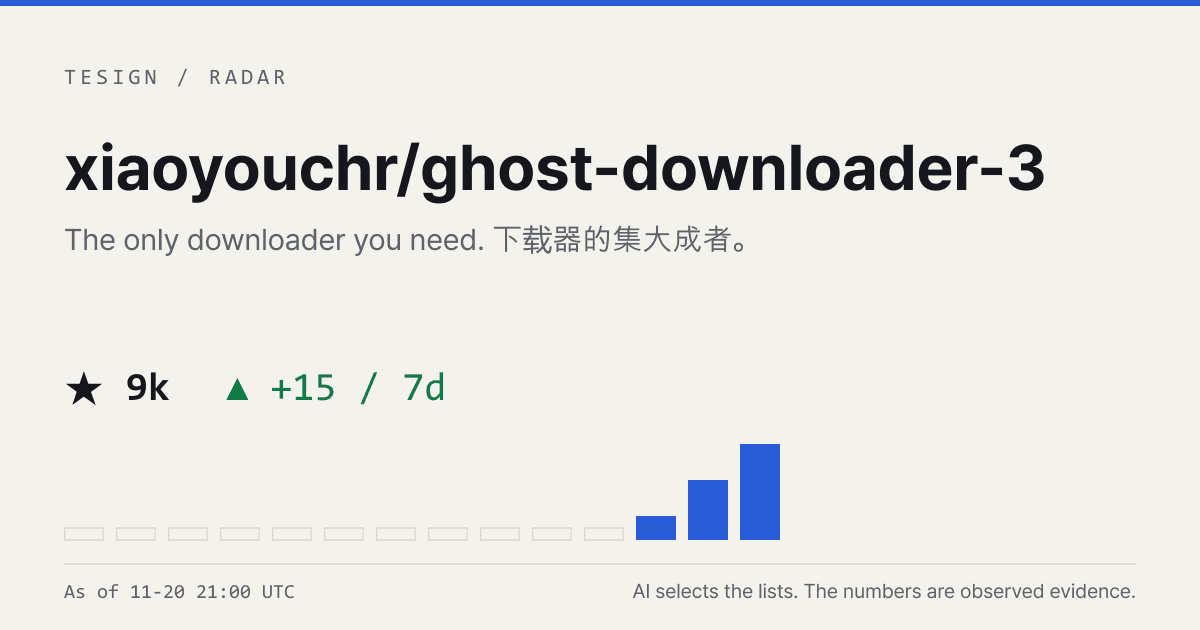 TESIGN / RADAR
xiaoyouchr/ghost-downloader-3
The only downloader you need. 下载器的集大成者。
★ 9k ▲ +15 / 7d
As of 11-20 21:00 UTC
AI selects the lists. The numbers are observed evidence.